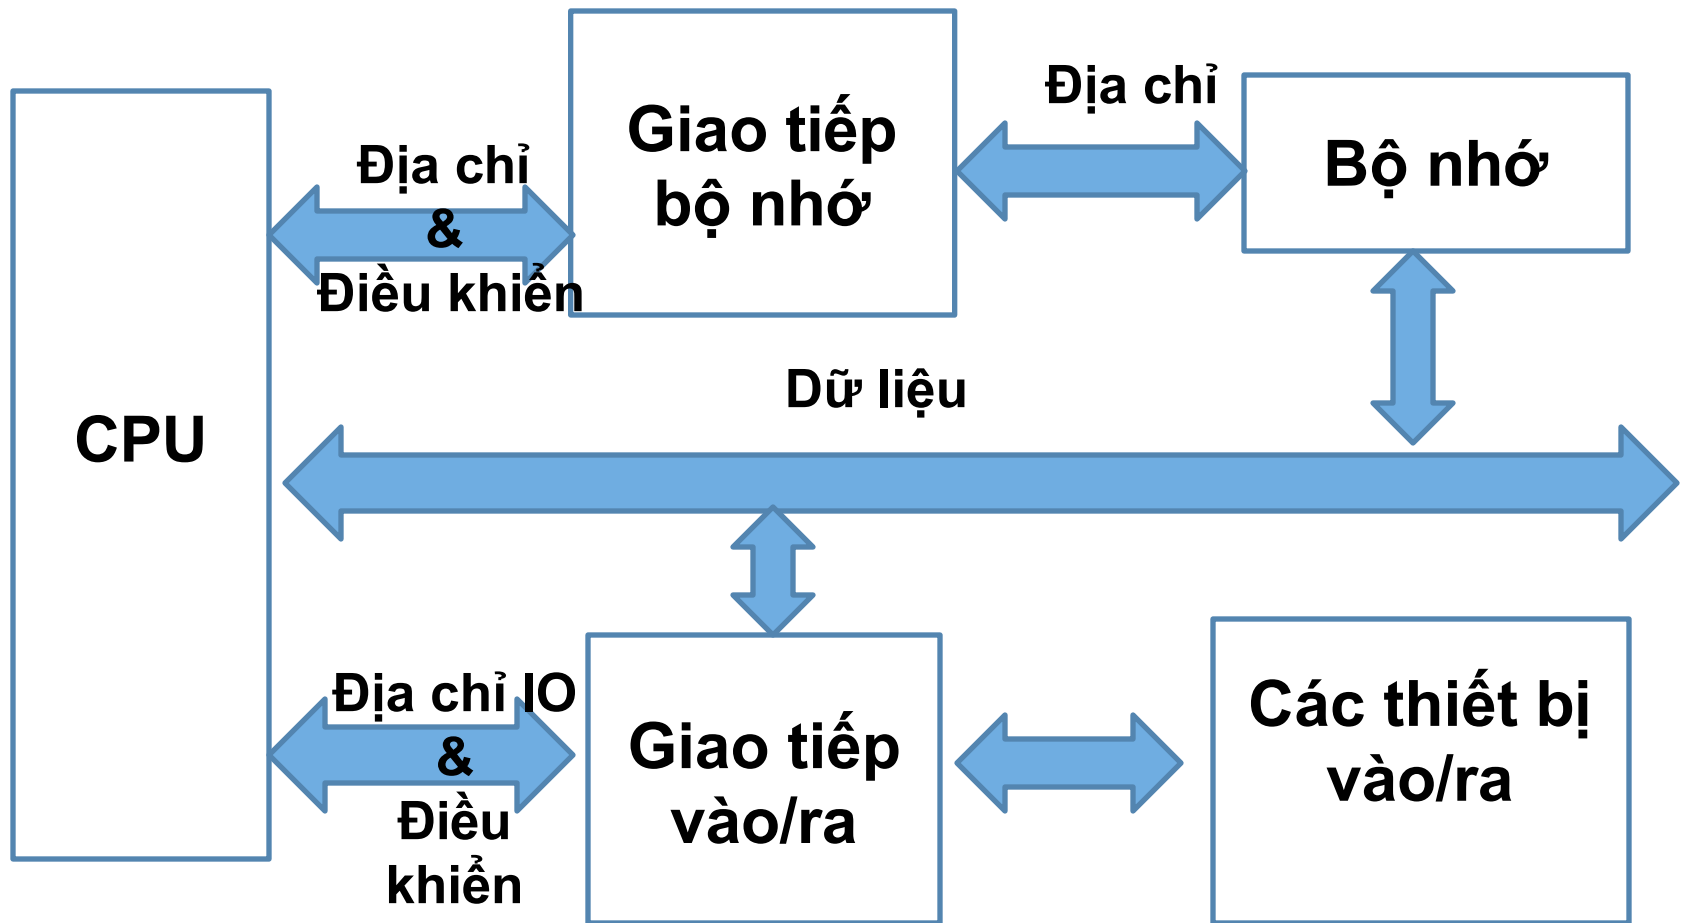 CPU
Địa chỉ
&
Điều khiển
Giao tiếp
bộ nhớ
Địa chỉ
Bộ nhớ
Dữ liệu
Địa chỉ IO
&
Điều
khiển
Giao tiếp
vào/ra
Các thiết bị
vào/ra